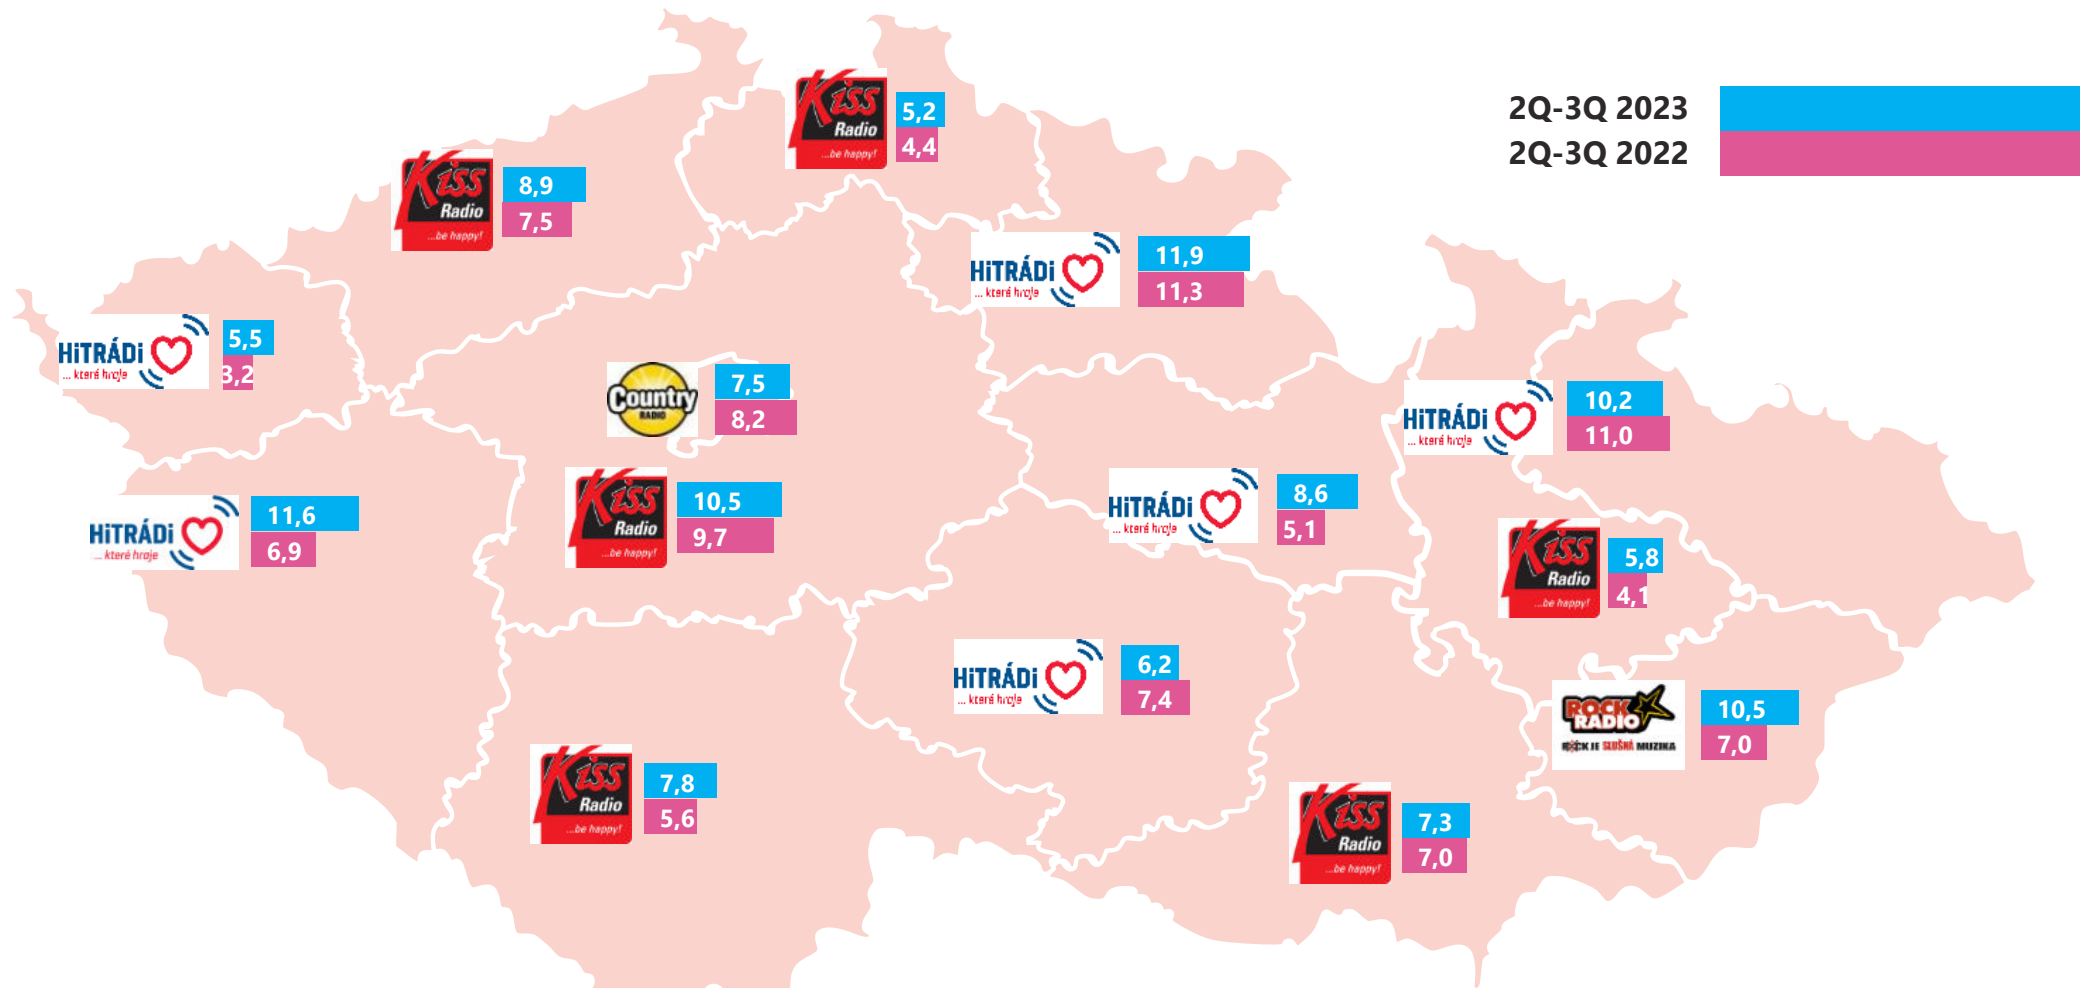 2Q-3Q 2023
2Q-3Q 2022
Kiss
Radio
...be happy!
5,2
4,4
Kiss
Radio
...be happy!
8,9
7,5
HiTRÁDi
... které hraje
11,9
11,3
HiTRÁDi
... které hraje
5,5
3,2
Country
RADIO
7,5
8,2
HiTRÁDi
... které hraje
10,2
11,0
Kiss
Radio
...be happy!
10,5
9,7
HiTRÁDi
... které hraje
8,6
5,1
HiTRÁDi
... které hraje
11,6
6,9
Kiss
Radio
...be happy!
5,8
4,1
HiTRÁDi
... které hraje
6,2
7,4
ROCK
RADIO
ROCK JE SLUŠNÁ MUZIKA
10,5
7,0
Kiss
Radio
...be happy!
7,8
5,6
Kiss
Radio
...be happy!
7,3
7,0